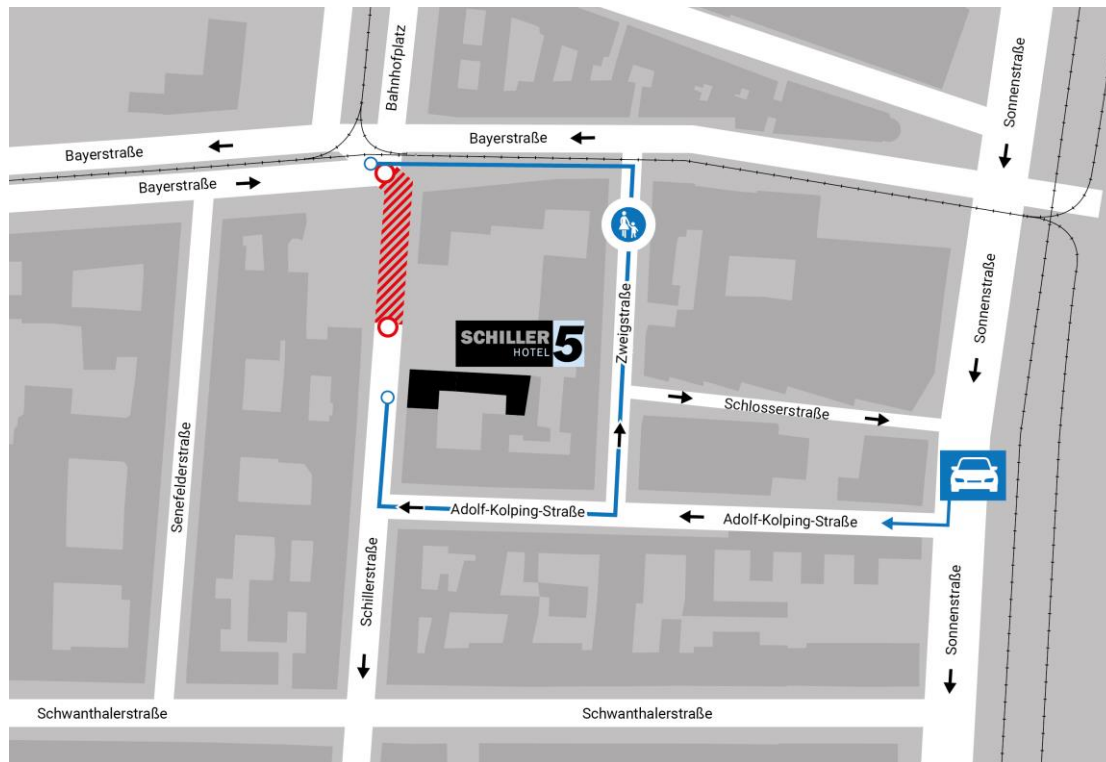 Bahnhofplatz
Sonnenstraße
Bayerstraße
Bayerstraße
Bayerstraße
Sonnenstraße
Zweigstraße
SCHILLER 5
HOTEL
Schlosserstraße
Senefelderstraße
Adolf-Kolping-Straße
Adolf-Kolping-Straße
Schillerstraße
Sonnenstraße
Schwanthalerstraße
Schwanthalerstraße